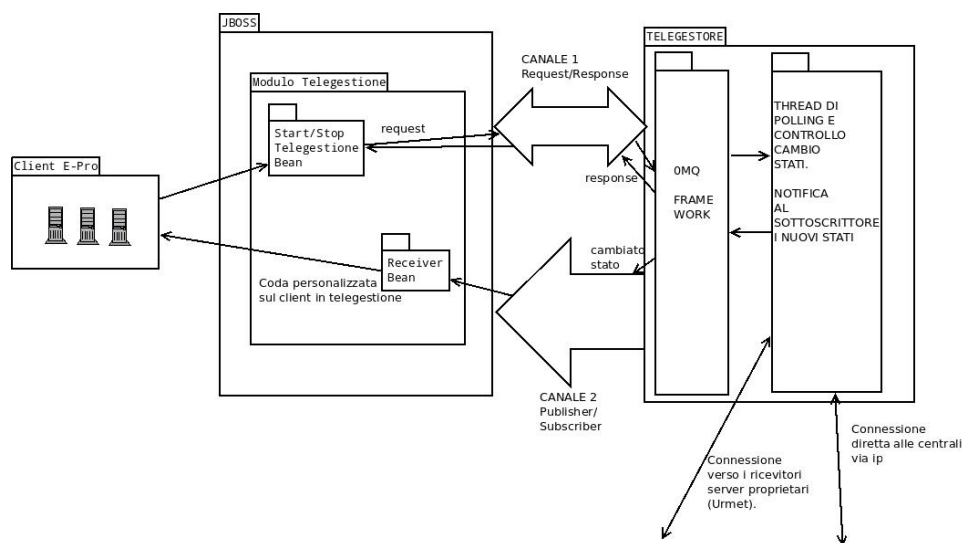 JBOSS
TELEGESTORE
CANALE 1
Request/Response
Modulo Telegestione
Start/Stop
Telegestione
Bean
request
THREAD DI
POLLING E
CONTROLLO
CAMBIO
STATI.
NOTIFICA
AL
SOTTOSCRITTORE
I NUOVI STATI
Client E-Pro
response
0MQ
FRAME
WORK
cambiato
stato
Receiver
Bean
Coda personalizzata
sul client in telegestione
CANALE 2
Publisher/
Subscriber
Connessione
diretta alle centrali
via ip
Connessione
verso i ricevitori
server proprietari
(Urmet).